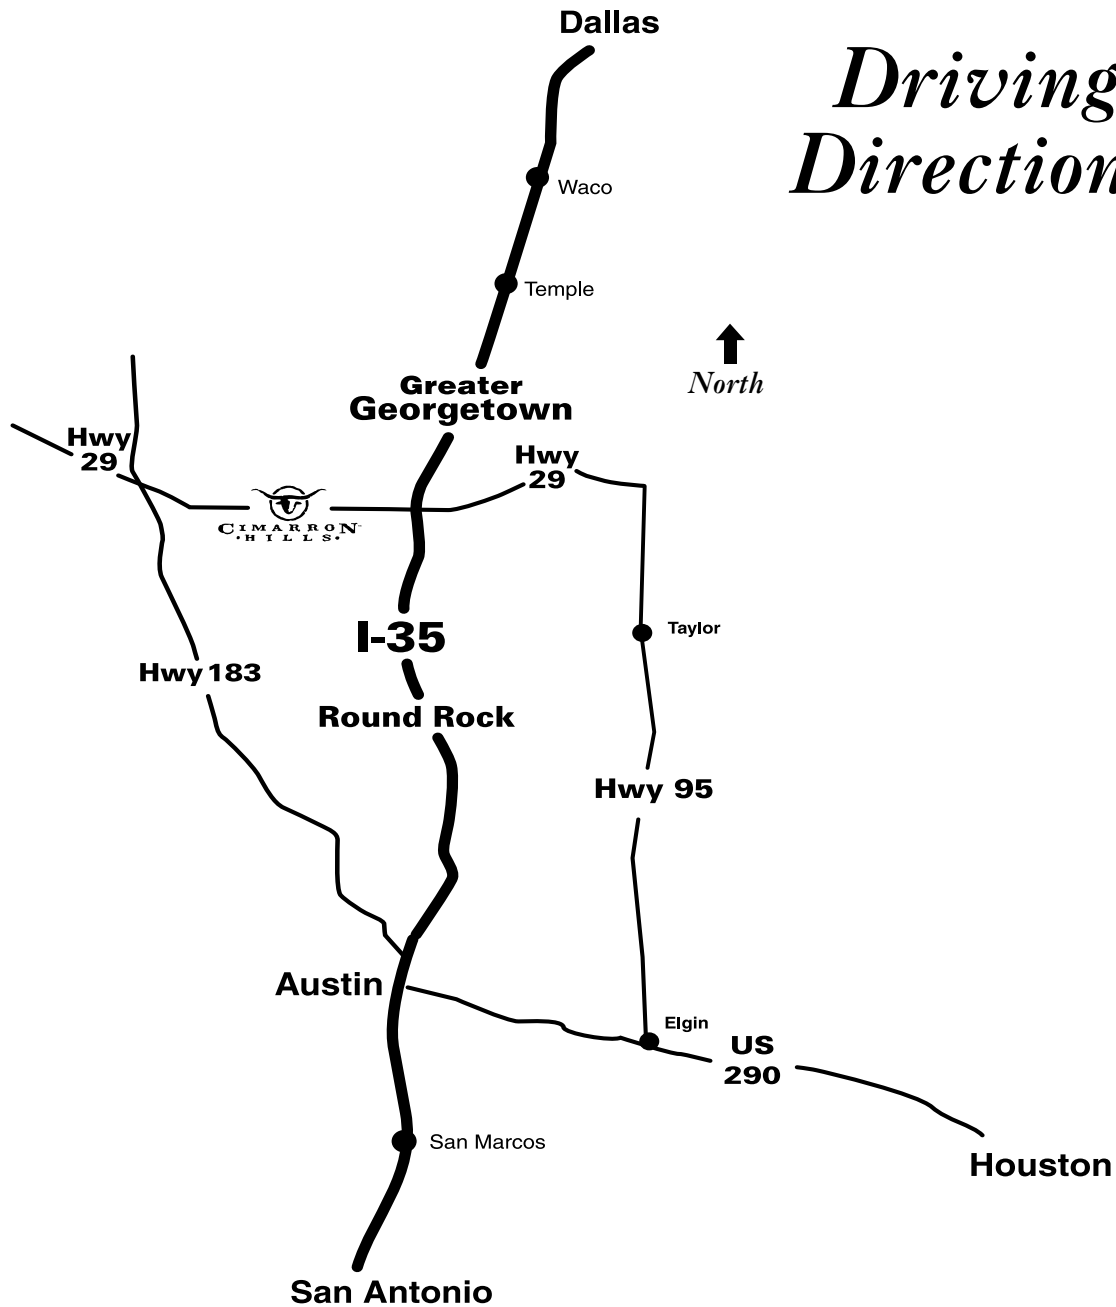 Dallas
Driving
Direction
Waco
Temple
North
Greater
Georgetown
Hwy
29
Hwy
29
CIMARRON™
•HILLS•
I-35
Taylor
Hwy 183
Round Rock
Hwy 95
Austin
Elgin
US
290
San Marcos
Houston
San Antonio